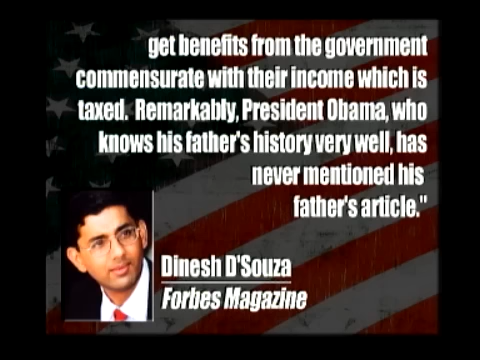 get benefits from the government
commensurate with their income which is
taxed. Remarkably, President Obama, who
knows his father's history very well, has
never mentioned his
father's article."
Dinesh D'Souza
Forbes Magazine